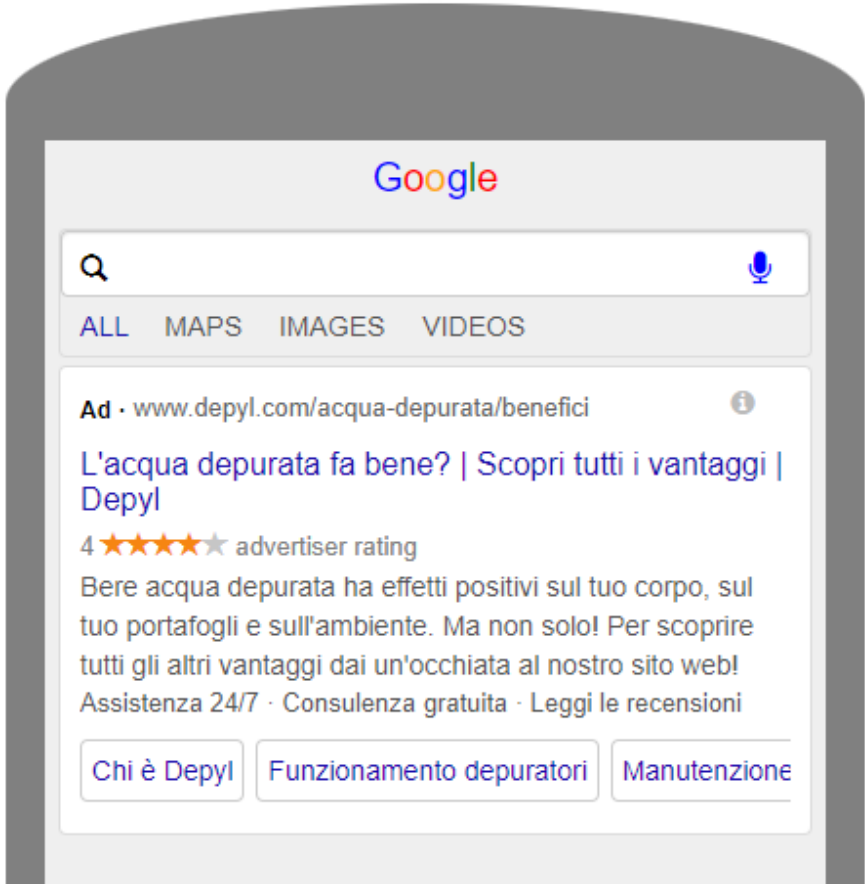 Google
ALL MAPS IMAGES VIDEOS
Ad · www.depyl.com/acqua-depurata/benefici
L'acqua depurata fa bene? | Scopri tutti i vantaggi |
Depyl
4 advertiser rating
Bere acqua depurata ha effetti positivi sul tuo corpo, sul
tuo portafogli e sull'ambiente. Ma non solo! Per scoprire
tutti gli altri vantaggi dai un'occhiata al nostro sito web!
Assistenza 24/7 · Consulenza gratuita · Leggi le recensioni
Chi è Depyl Funzionamento depuratori Manutenzione